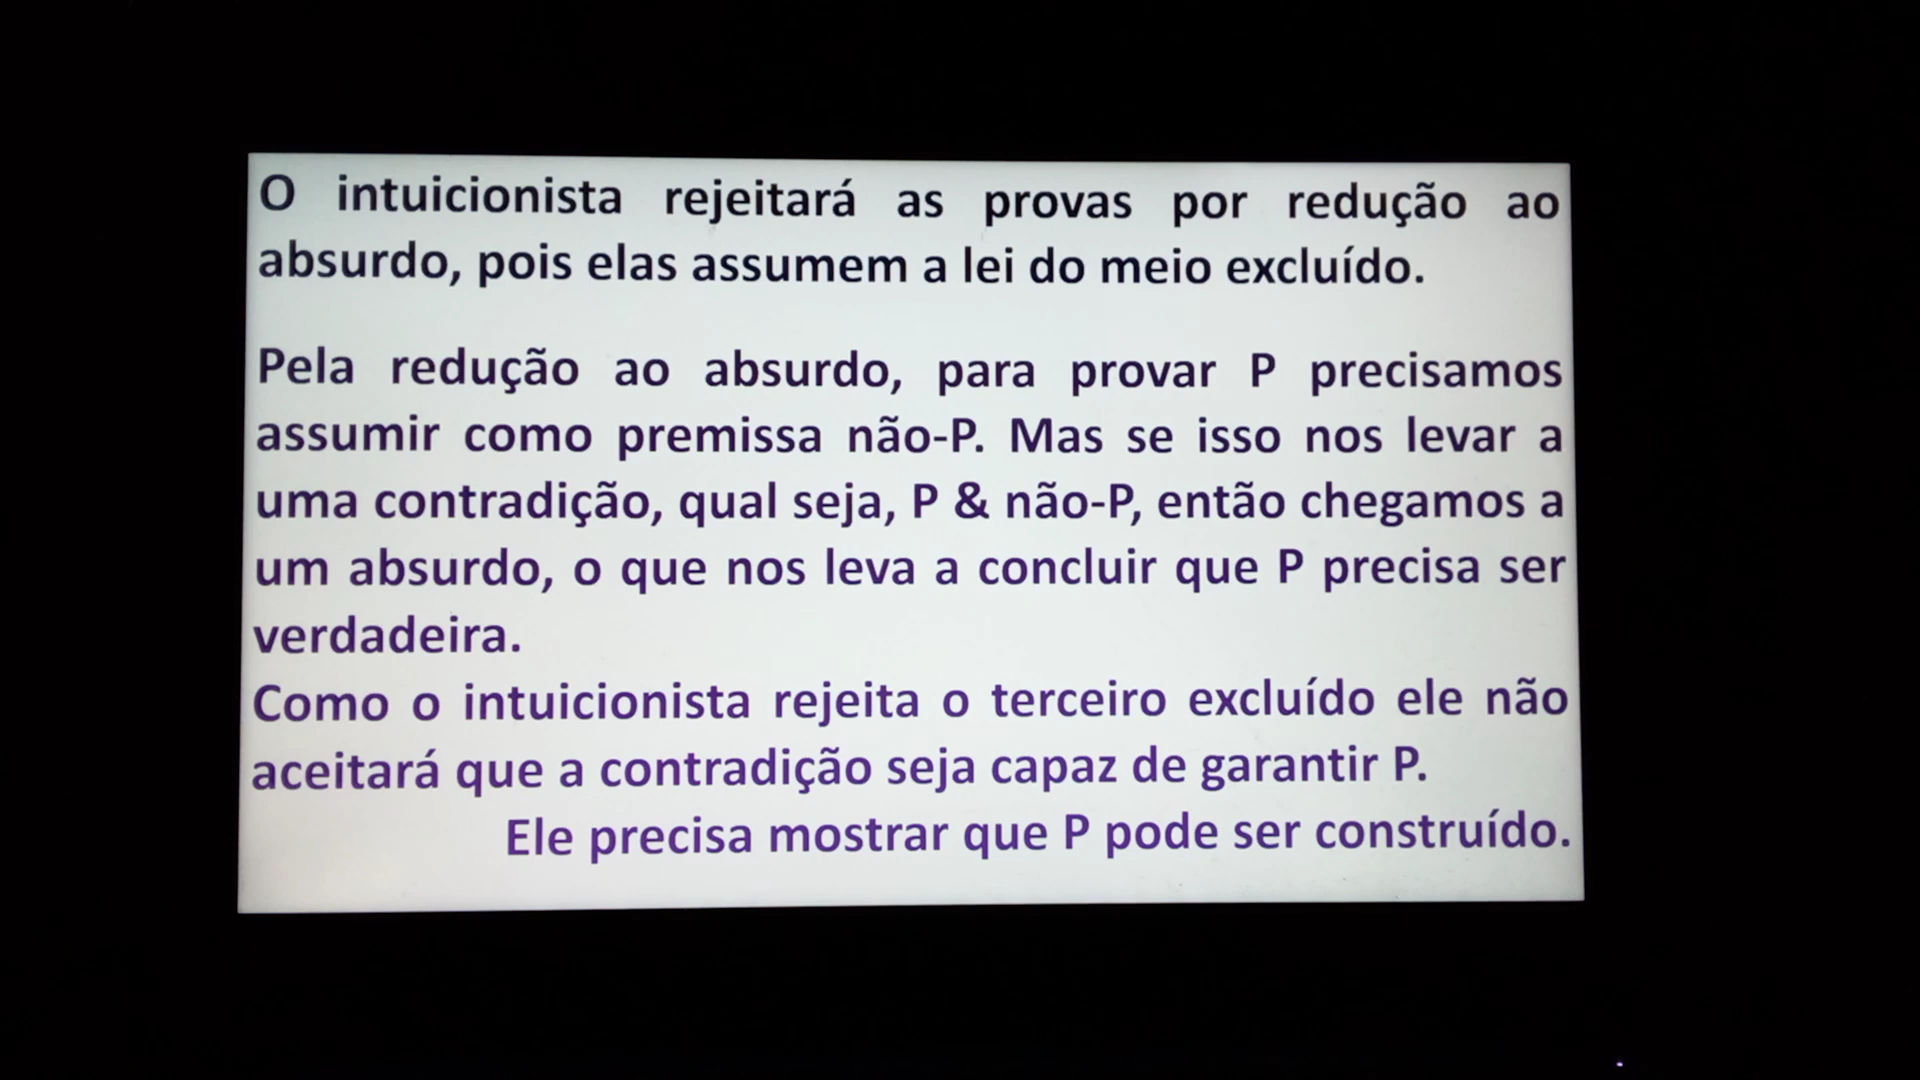 O intuicionista rejeitará as provas por redução ao
absurdo, pois elas assumem a lei do meio excluído.
Pela redução ao absurdo, para provar P precisamos
assumir como premissa não-P. Mas se isso nos levar a
uma contradição, qual seja, P & não-P, então chegamos a
um absurdo, o que nos leva a concluir que P precisa ser
verdadeira.
Como o intuicionista rejeita o terceiro excluído ele não
aceitará que a contradição seja capaz de garantir P.
Ele precisa mostrar que P pode ser construído.